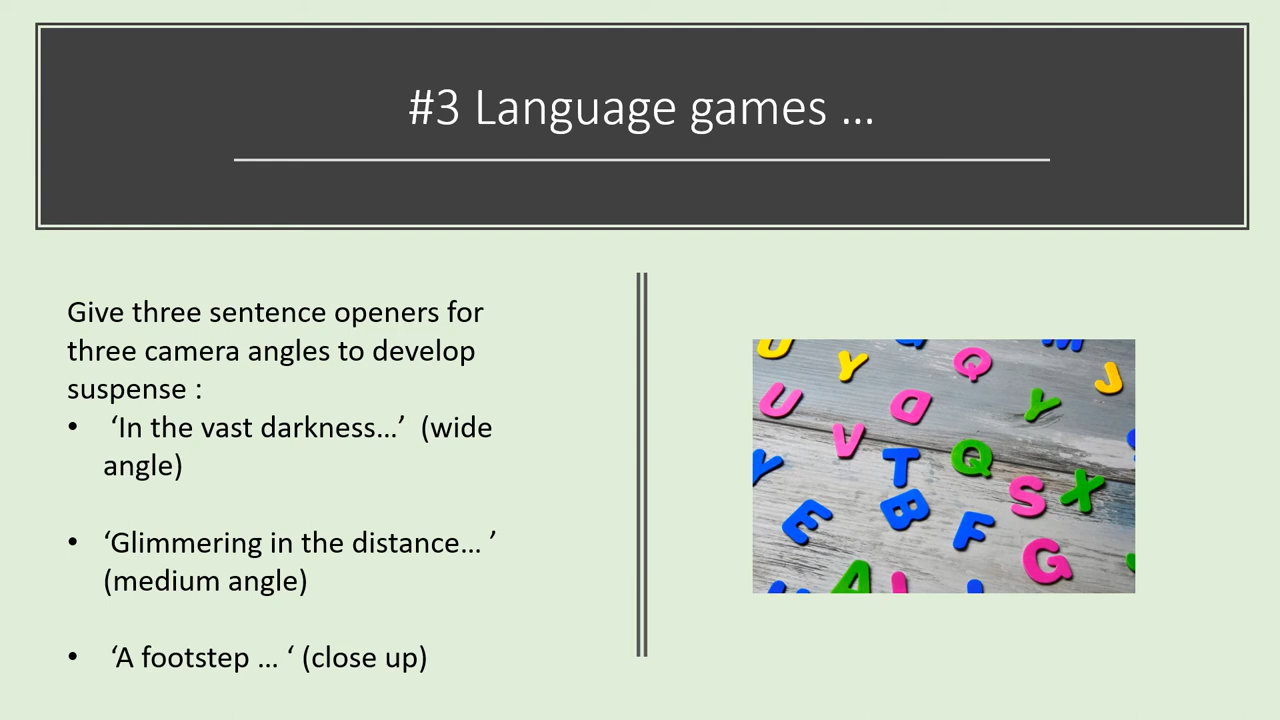 #3 Language games ...
Give three sentence openers for
three camera angles to develop
suspense :
• ‘In the vast darkness…’  (wide
angle)
• ‘Glimmering in the distance… ’
(medium angle)
• ‘A footstep … ‘ (close up)
U
Y
Q
M
J
U
D
Y
V
T
Q
Y
S
X
E
B
F
G
A